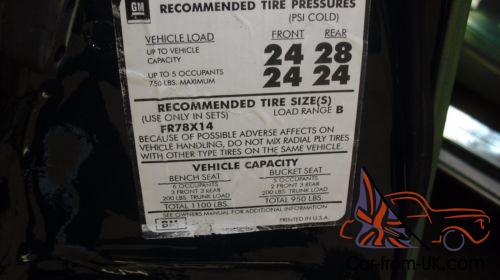 GM
RECOMMENDED TIRE PRESSURES
(PSI COLD)
VEHICLE LOAD FRONT REAR
UP TO VEHICLE CAPACITY 24 28
UP TO 5 OCCUPANTS 24 24
750 LBS. MAXIMUM
RECOMMENDED TIRE SIZE(S)
(USE ONLY IN SETS) LOAD RANGE B
FR78X14
BECAUSE OF POSSIBLE ADVERSE AFFECTS ON
VEHICLE HANDLING, DO NOT MIX RADIAL PLY TIRES
WITH OTHER TYPE TIRES ON THE SAME VEHICLE.
VEHICLE CAPACITY
BENCH SEAT BUCKET SEAT
6 OCCUPANTS 5 OCCUPANTS
3 FRONT 3 REAR 2 FRONT 3 REAR
200 LBS. TRUNK LOAD 200 LBS. TRUNK LOAD
TOTAL 1100 LBS. TOTAL 950 LBS.
SEE OWNERS MANUAL FOR ADDITIONAL INFORMATION
BM PRINTED IN U.S.A.
Car-from-UK.com